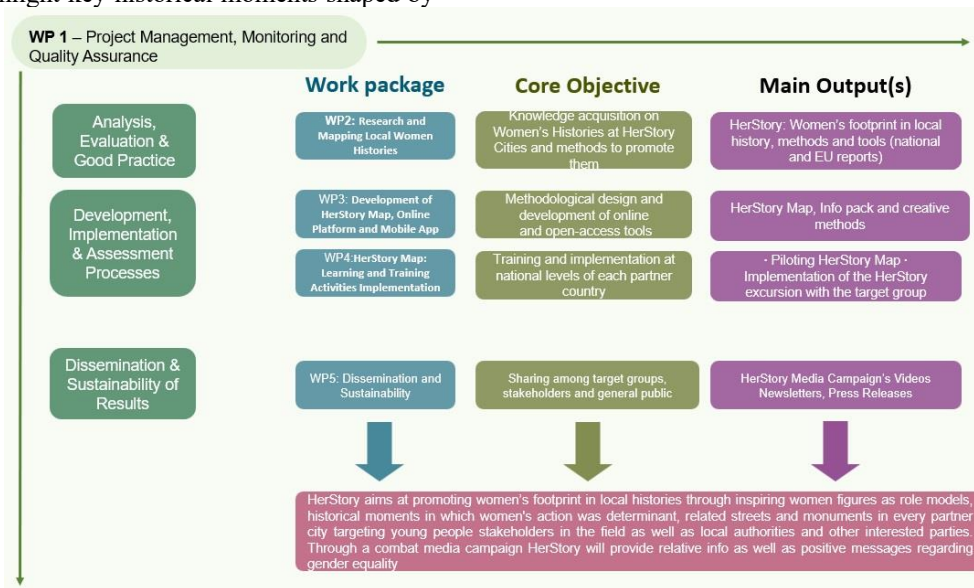 key historical moments shaped by
WP 1 – Project Management, Monitoring and
Quality Assurance
Work package
Core Objective
Main Output(s)
Analysis,
Evaluation &
Good Practice
WP2: Research and
Mapping Local Women
Histories
Knowledge acquisition on
Women's Histories at HerStory
Cities and methods to promote
them
HerStory: Women's footprint in local
history, methods and tools (national
and EU reports)
Development,
Implementation
& Assessment
Processes
WP3: Development of
HerStory Map, Online
Platform and Mobile App
Methodological design and
development of online
and open-access tools
HerStory Map, Info pack and creative
methods
WP4:HerStory Map:
Learning and Training
Activities Implementation
Training and implementation at
national levels of each partner
country
· Piloting HerStory Map ·
Implementation of the HerStory
excursion with the target group
Dissemination &
Sustainability of
Results
WP5: Dissemination and
Sustainability
Sharing among target groups,
stakeholders and general public
HerStory Media Campaign's Videos
Newsletters, Press Releases
HerStory aims at promoting women's footprint in local histories through inspiring women figures as role models,
historical moments in which women's action was determinant, related streets and monuments in every partner
city targeting young people stakeholders in the field as well as local authorities and other interested parties.
Through a combat media campaign HerStory will provide relative info as well as positive messages regarding
gender equality